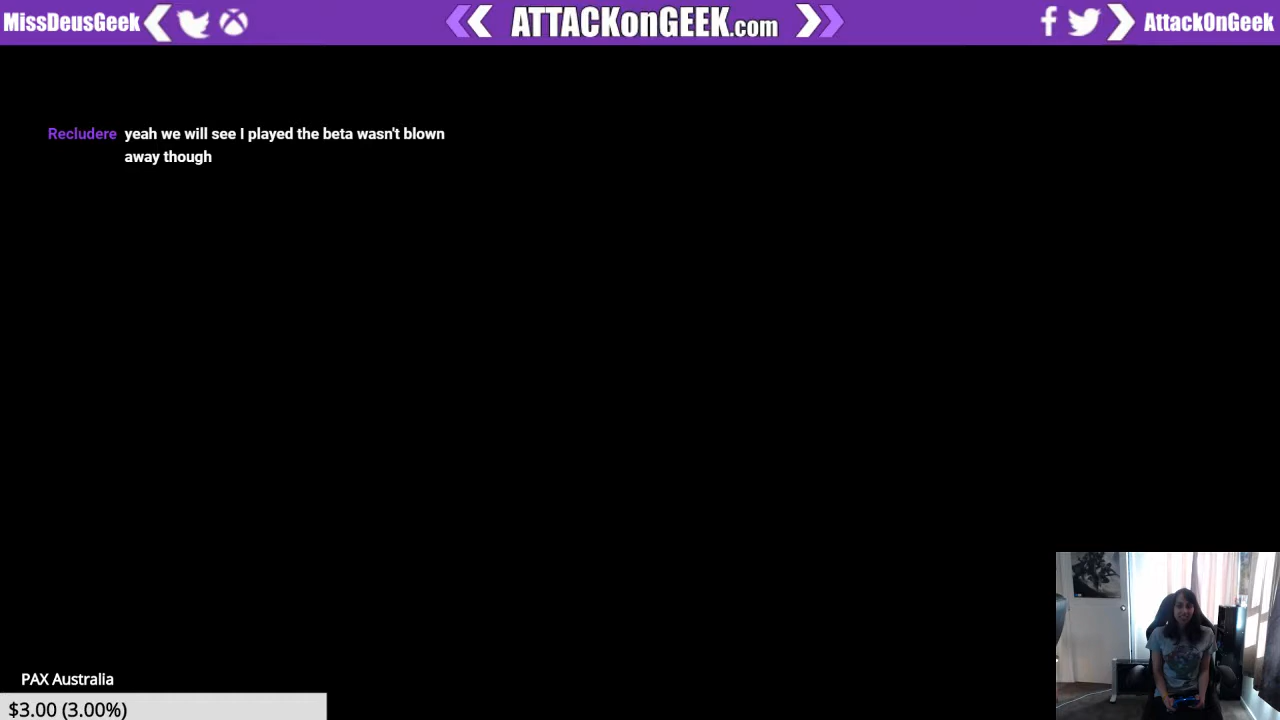 MissDeusGeek
ATTACKonGEEK.com
AttackOnGeek
Recludere yeah we will see I played the beta wasn't blown
away though
PAX Australia
$3.00 (3.00%)